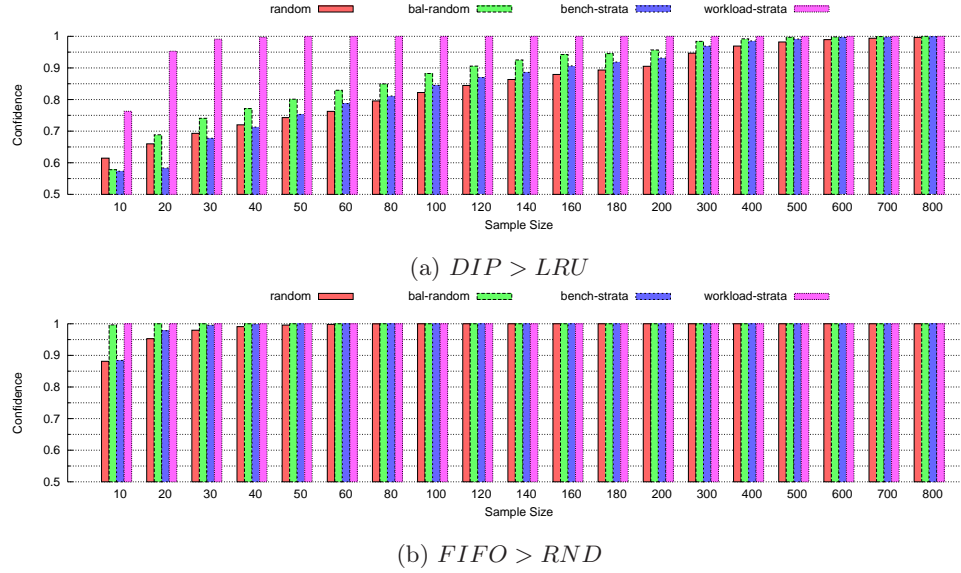 random bal-random bench-strata workload-strata
1
0.9
0.8
0.7
0.6
0.5
Confidence
10 20 30 40 50 60 80 100 120 140 160 180 200 300 400 500 600 700 800
Sample Size
(a) DIP > LRU
random bal-random bench-strata workload-strata
1
0.9
0.8
0.7
0.6
0.5
Confidence
10 20 30 40 50 60 80 100 120 140 160 180 200 300 400 500 600 700 800
Sample Size
(b) FIFO > RND